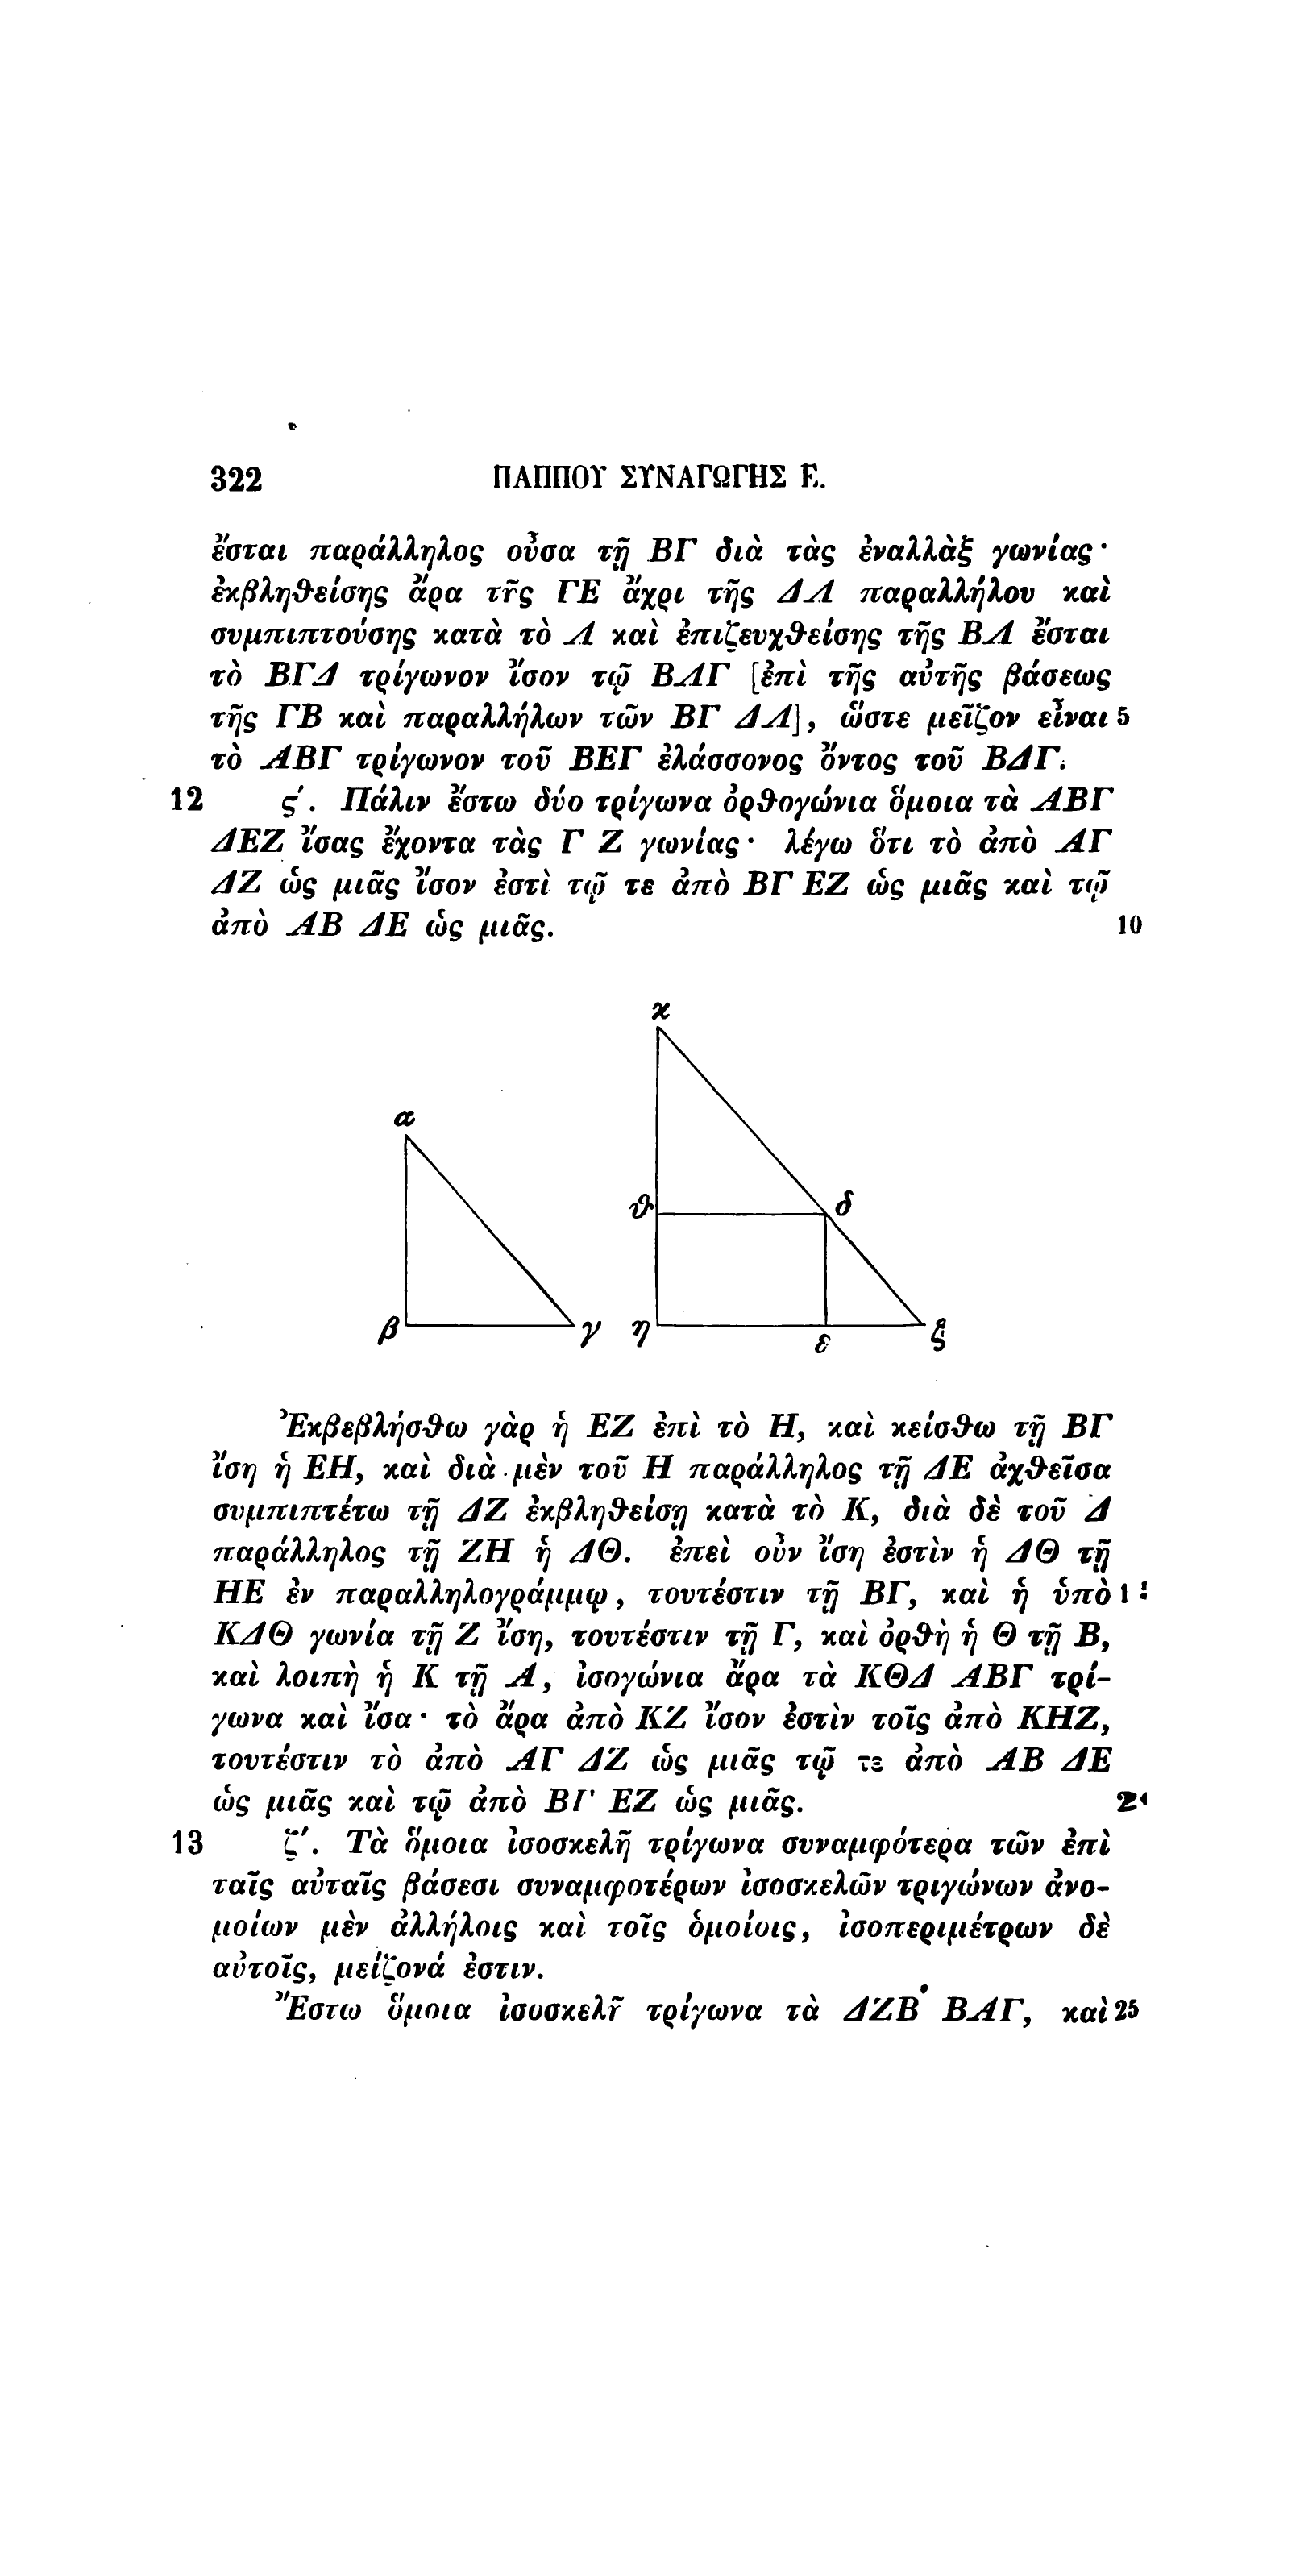 322 ΠΑΠΠΟΥ ΣΥΝΑΓΩΓΗΣ Ε.
ἔσται παράλληλος οὖσα τῇ ΒΓ διὰ τὰς ἐναλλὰξ γωνίας·
ἐκβληθείσης ἄρα τῆς ΓΕ ἄχρι τῆς ΔΛ παραλλήλου καὶ
συμπιπτούσης κατὰ τὸ Λ καὶ ἐπιζευχθείσης τῆς ΒΛ ἔσται
τὸ ΒΓΔ τρίγωνον ἴσον τῷ ΒΛΓ [ἐπὶ τῆς αὐτῆς βάσεως
τῆς ΓΒ καὶ παραλλήλων τῶν ΒΓ ΔΛ], ὥστε μεῖζον εἶναι 5
τὸ ΑΒΓ τρίγωνον τοῦ ΒΕΓ ἐλάσσονος ὄντος τοῦ ΒΔΓ.
12 ϛ΄. Πάλιν ἔστω δύο τρίγωνα ὀρθογώνια ὅμοια τὰ ΑΒΓ
ΔΕΖ ἴσας ἔχοντα τὰς Γ Ζ γωνίας· λέγω ὅτι τὸ ἀπὸ ΑΓ
ΔΖ ὡς μιᾶς ἴσον ἐστὶ τῷ τε ἀπὸ ΒΓ ΕΖ ὡς μιᾶς καὶ τῷ
ἀπὸ ΑΒ ΔΕ ὡς μιᾶς. 10
κ
α
ϑ δ
β γ η ε ζ
Ἐκβεβλήσθω γὰρ ἡ ΕΖ ἐπὶ τὸ Η, καὶ κείσθω τῇ ΒΓ
ἴση ἡ ΕΗ, καὶ διὰ μὲν τοῦ Η παράλληλος τῇ ΔΕ ἀχθεῖσα
συμπιπτέτω τῇ ΔΖ ἐκβληθείσῃ κατὰ τὸ Κ, διὰ δὲ τοῦ Δ
παράλληλος τῇ ΖΗ ἡ ΔΘ. ἐπεὶ οὖν ἴση ἐστὶν ἡ ΔΘ τῇ
ΗΕ ἐν παραλληλογράμμῳ, τουτέστιν τῇ ΒΓ, καὶ ἡ ὑπὸ
ΚΔΘ γωνία τῇ Ζ ἴση, τουτέστιν τῇ Γ, καὶ ὀρθὴ ἡ Θ τῇ Β,
καὶ λοιπὴ ἡ Κ τῇ Α, ἰσογώνια ἄρα τὰ ΚΘΔ ΑΒΓ τρί-
γωνα καὶ ἴσα· τὸ ἄρα ἀπὸ ΚΖ ἴσον ἐστὶν τοῖς ἀπὸ ΚΗΖ,
τουτέστιν τὸ ἀπὸ ΑΓ ΔΖ ὡς μιᾶς τῷ τε ἀπὸ ΑΒ ΔΕ
ὡς μιᾶς καὶ τῷ ἀπὸ ΒΓ ΕΖ ὡς μιᾶς.
13 ζ΄. Τὰ ὅμοια ἰσοσκελῆ τρίγωνα συναμφότερα τῶν ἐπὶ
ταῖς αὐταῖς βάσεσι συναμφοτέρων ἰσοσκελῶν τριγώνων ἀνο-
μοίων μὲν ἀλλήλοις καὶ τοῖς ὁμοίοις, ἰσοπεριμέτρων δὲ
αὐτοῖς, μείζονά ἐστιν.
Ἔστω ὅμοια ἰσοσκελῆ τρίγωνα τὰ ΔΖΒ ΒΑΓ, καὶ 25